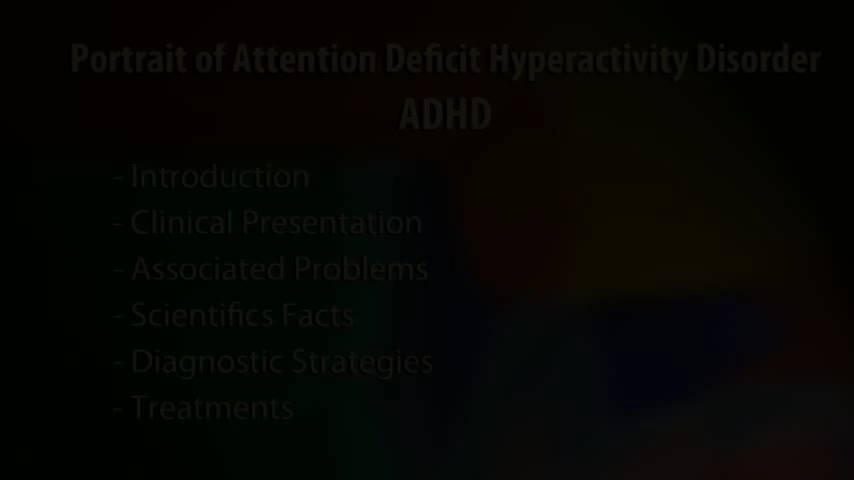 Portrait of Attention Deficit Hyperactivity Disorder
ADHD
- Introduction
- Clinical Presentation
- Associated Problems
- Scientifics Facts
- Diagnostic Strategies
- Treatments